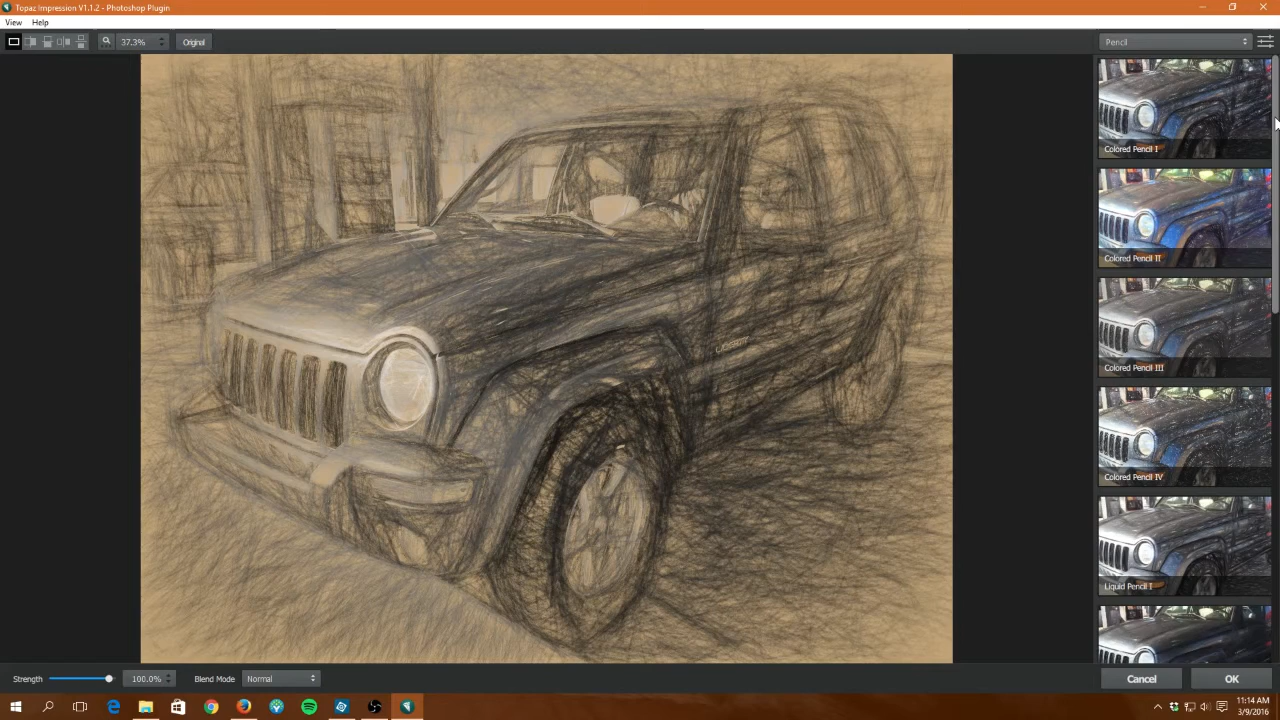 Topaz Impression V1.1.2 - Photoshop Plugin
View Help
37.3%
Original
Pencil
Colored Pencil I
Colored Pencil II
Colored Pencil III
Colored Pencil IV
Liquid Pencil I
Strength
100.0%
Blend Mode
Normal
Cancel
OK
11:14 AM
3/9/2016